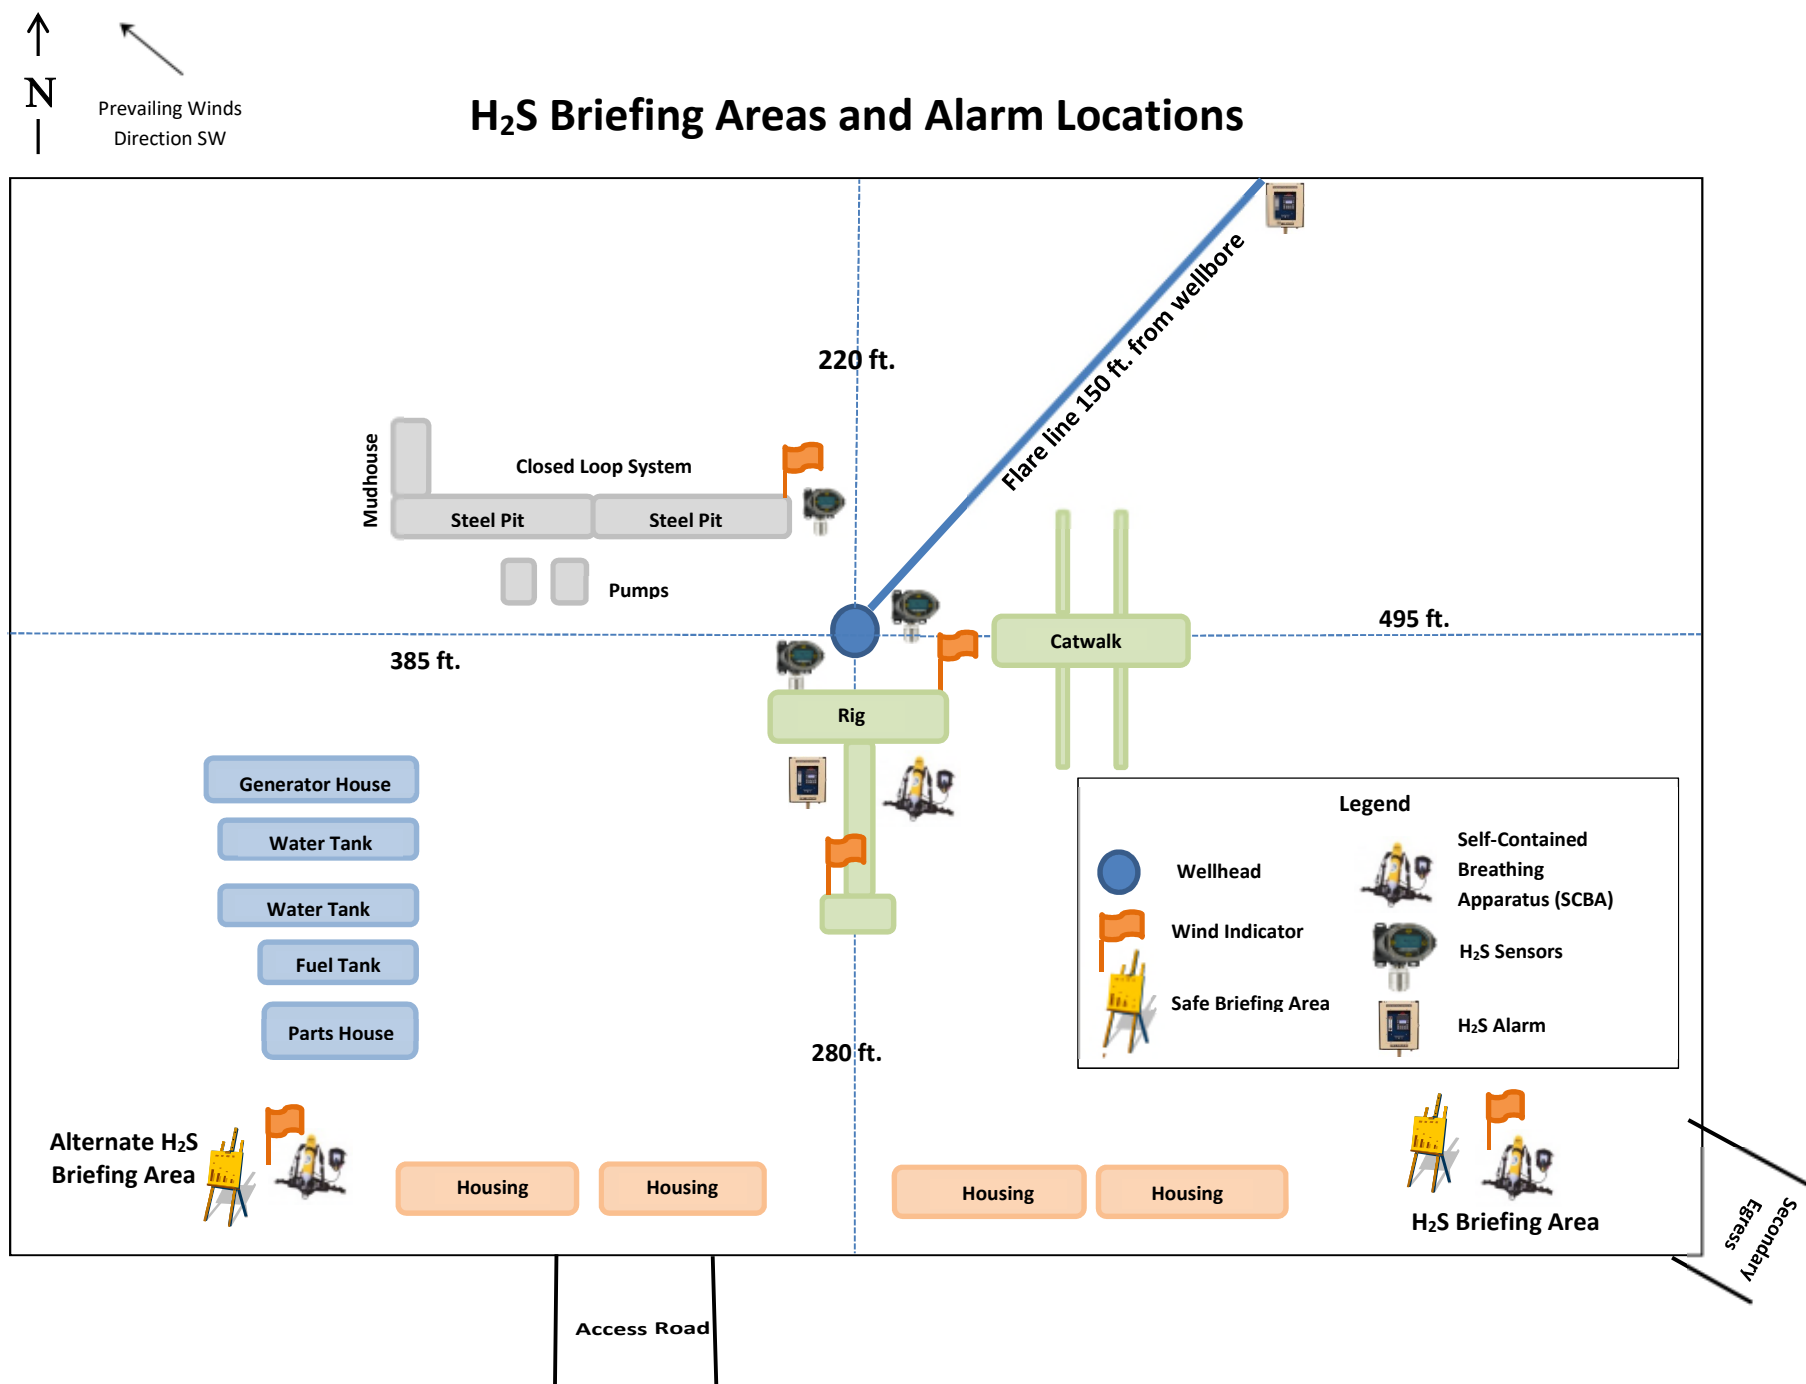 N
Prevailing Winds
Direction SW
H₂S Briefing Areas and Alarm Locations
Flare line 150 ft. from wellbore
220 ft.
Mudhouse
Closed Loop System
Steel Pit
Steel Pit
Pumps
385 ft.
495 ft.
Catwalk
Rig
Generator House
Water Tank
Water Tank
Fuel Tank
Parts House
280 ft.
Legend
Wellhead
Wind Indicator
Safe Briefing Area
Self-Contained
Breathing
Apparatus (SCBA)
H₂S Sensors
H₂S Alarm
Alternate H₂S
Briefing Area
Housing
Housing
Housing
Housing
H₂S Briefing Area
Secondary
Egress
Access Road